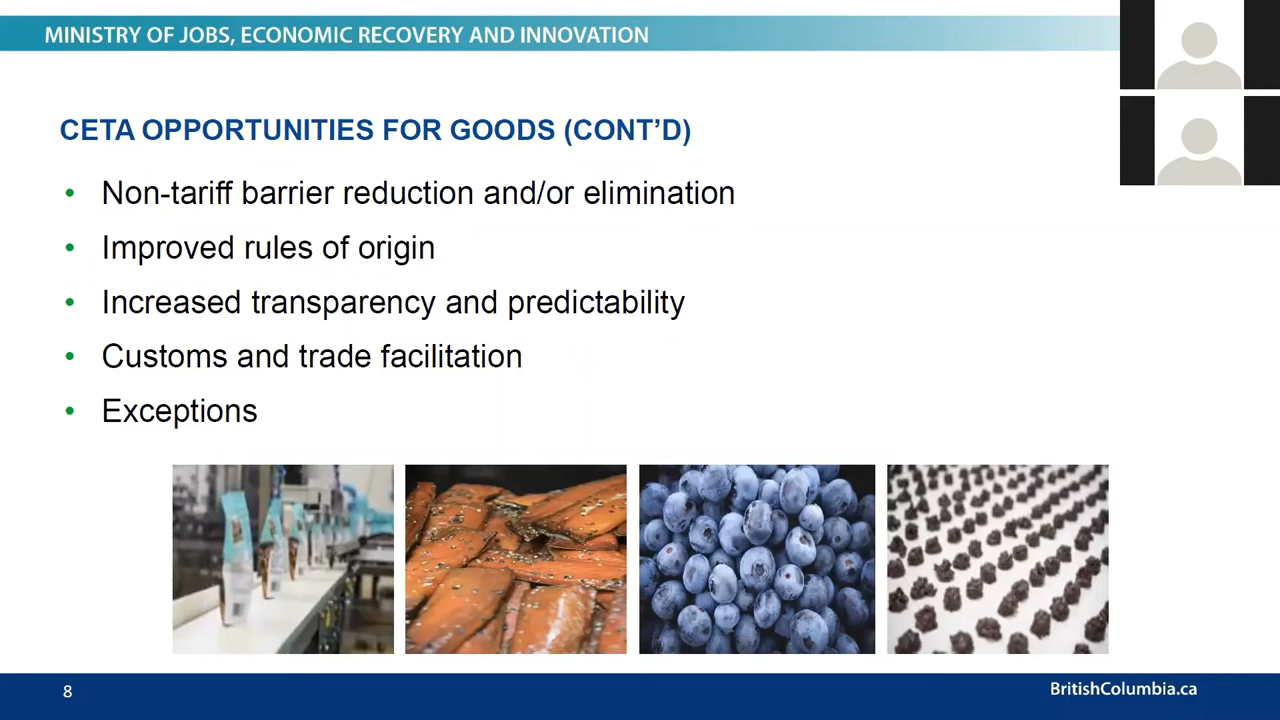 MINISTRY OF JOBS, ECONOMIC RECOVERY AND INNOVATION
CETA OPPORTUNITIES FOR GOODS (CONT’D)
• Non-tariff barrier reduction and/or elimination
• Improved rules of origin
• Increased transparency and predictability
• Customs and trade facilitation
• Exceptions
8
BritishColumbia.ca